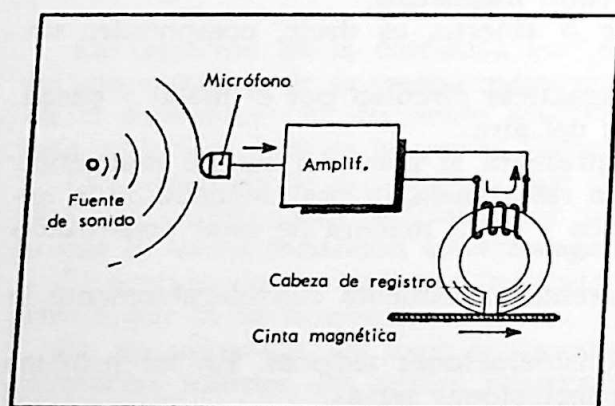 Micrófono
Amplif.
Fuente
de sonido
Cabeza de registro
Cinta magnética